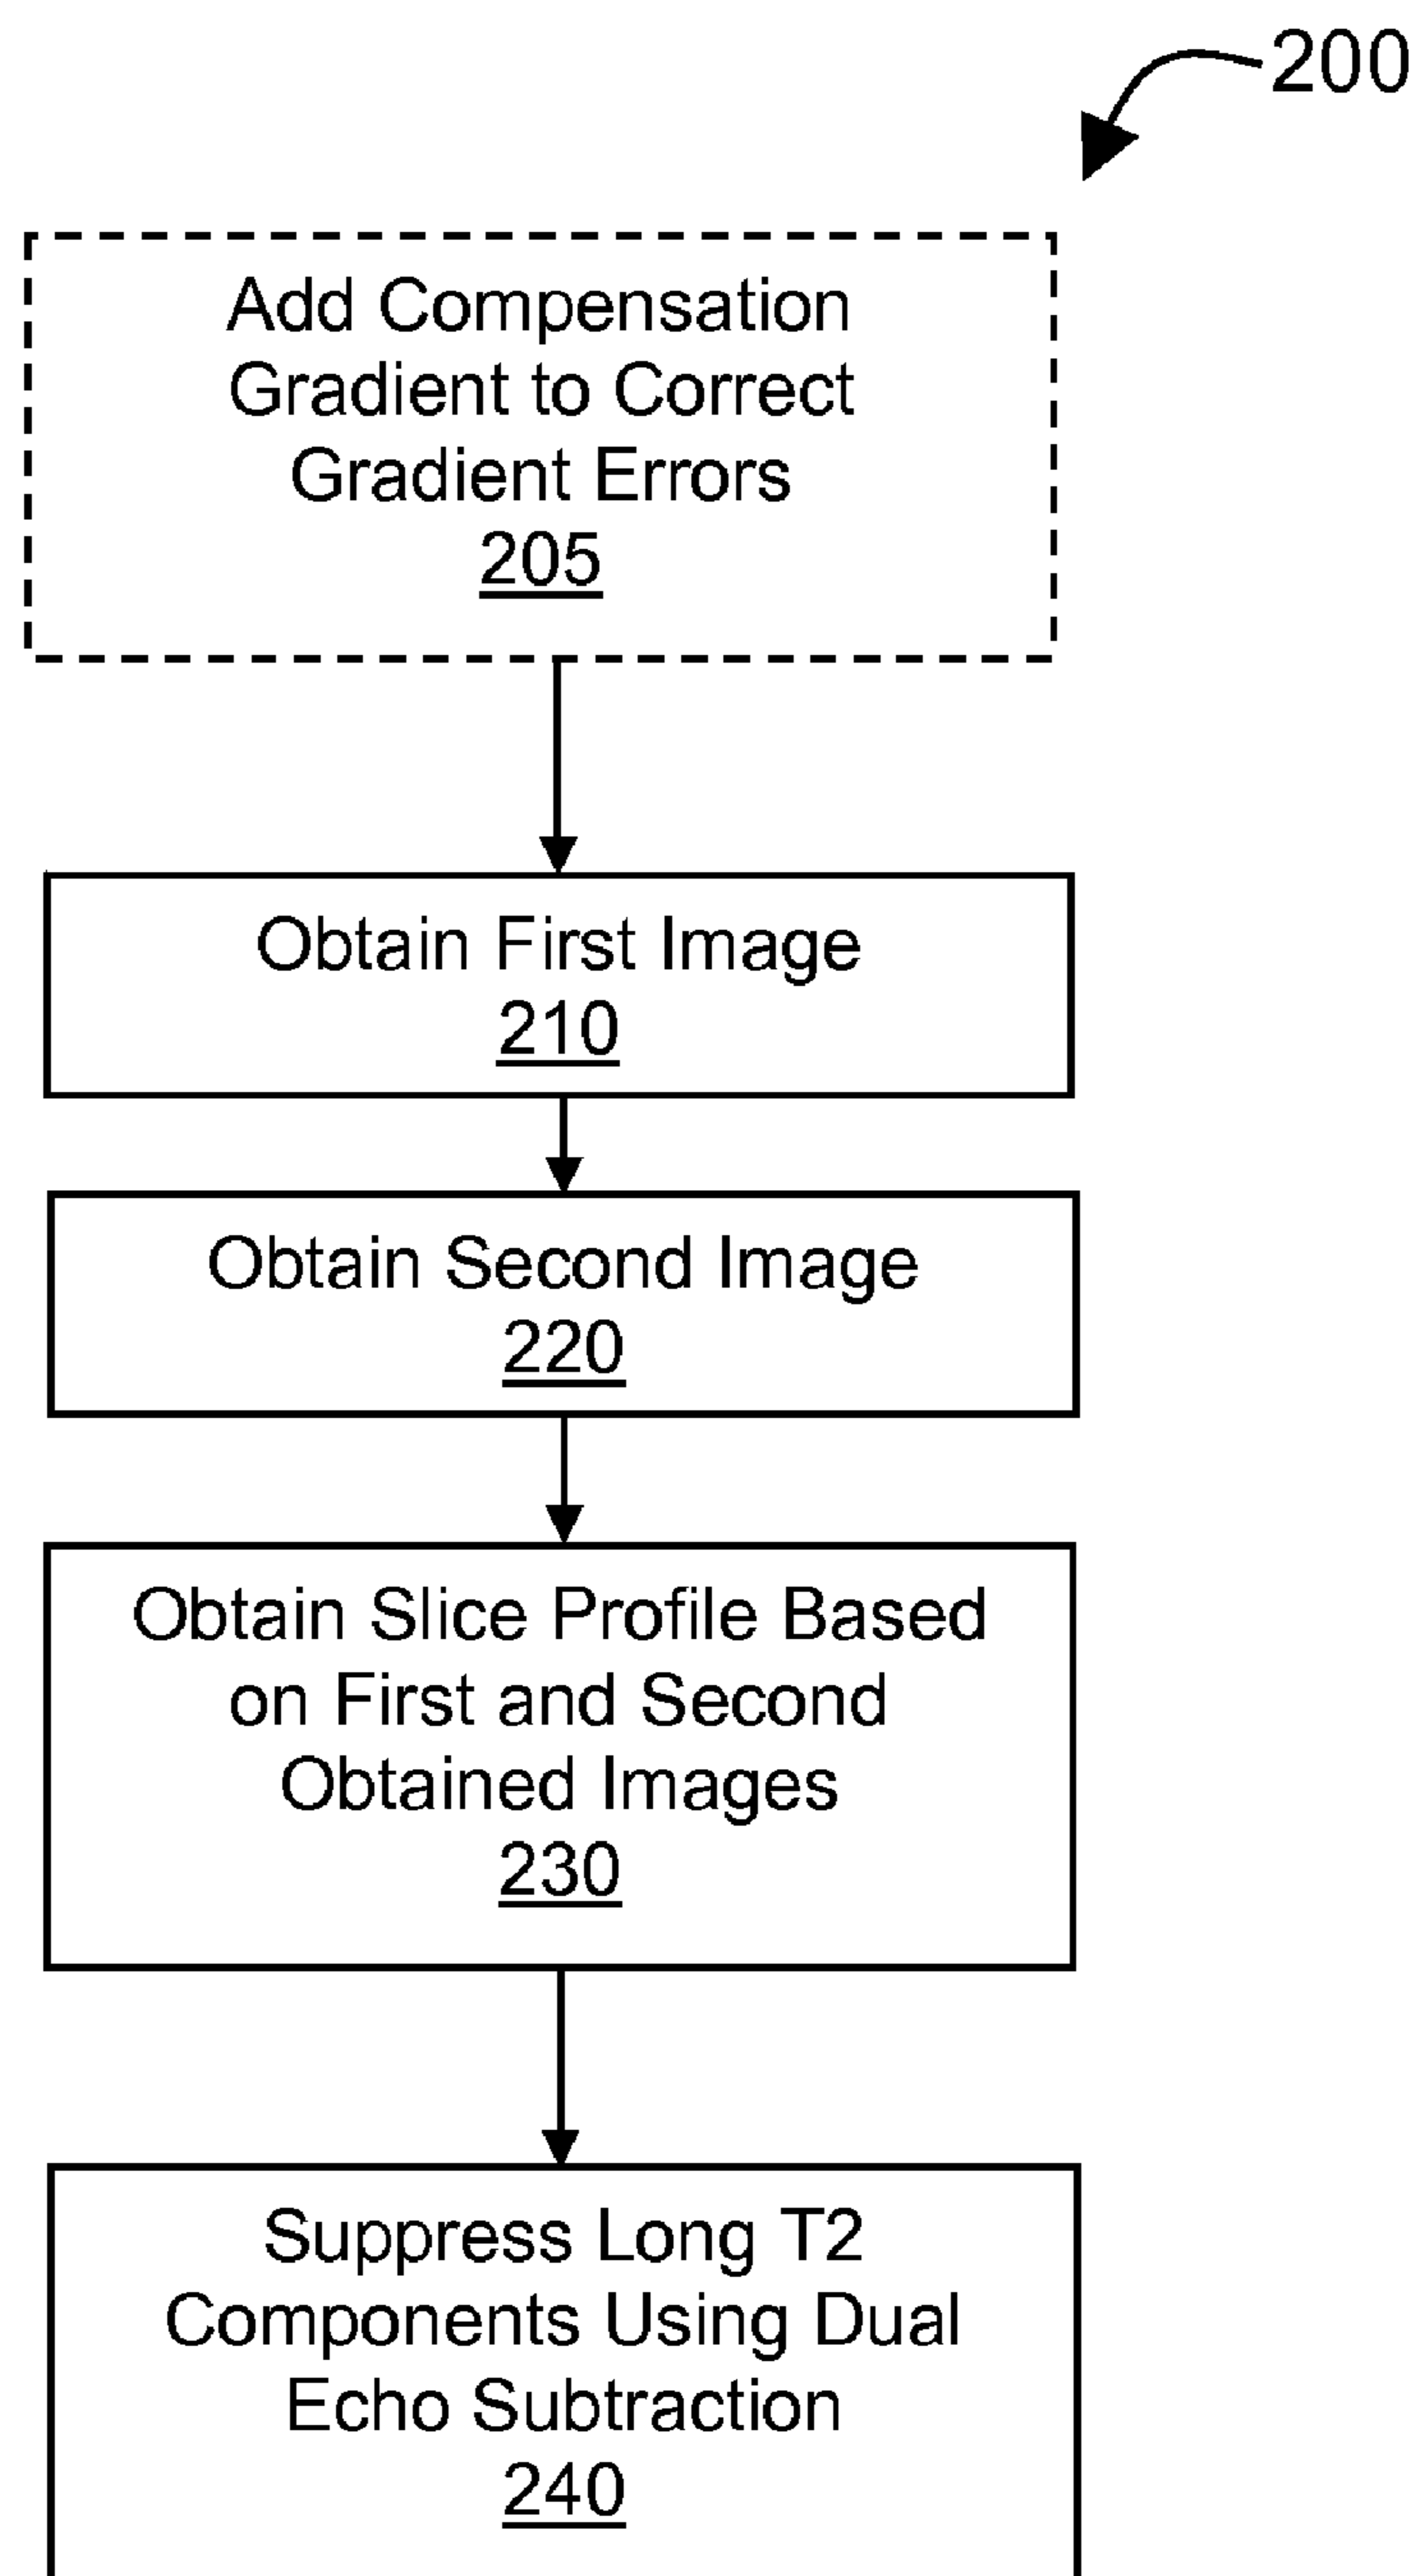 200
Add Compensation
Gradient to Correct
Gradient Errors
205
Obtain First Image
210
Obtain Second Image
220
Obtain Slice Profile Based
on First and Second
Obtained Images
230
Suppress Long T2
Components Using Dual
Echo Subtraction
240